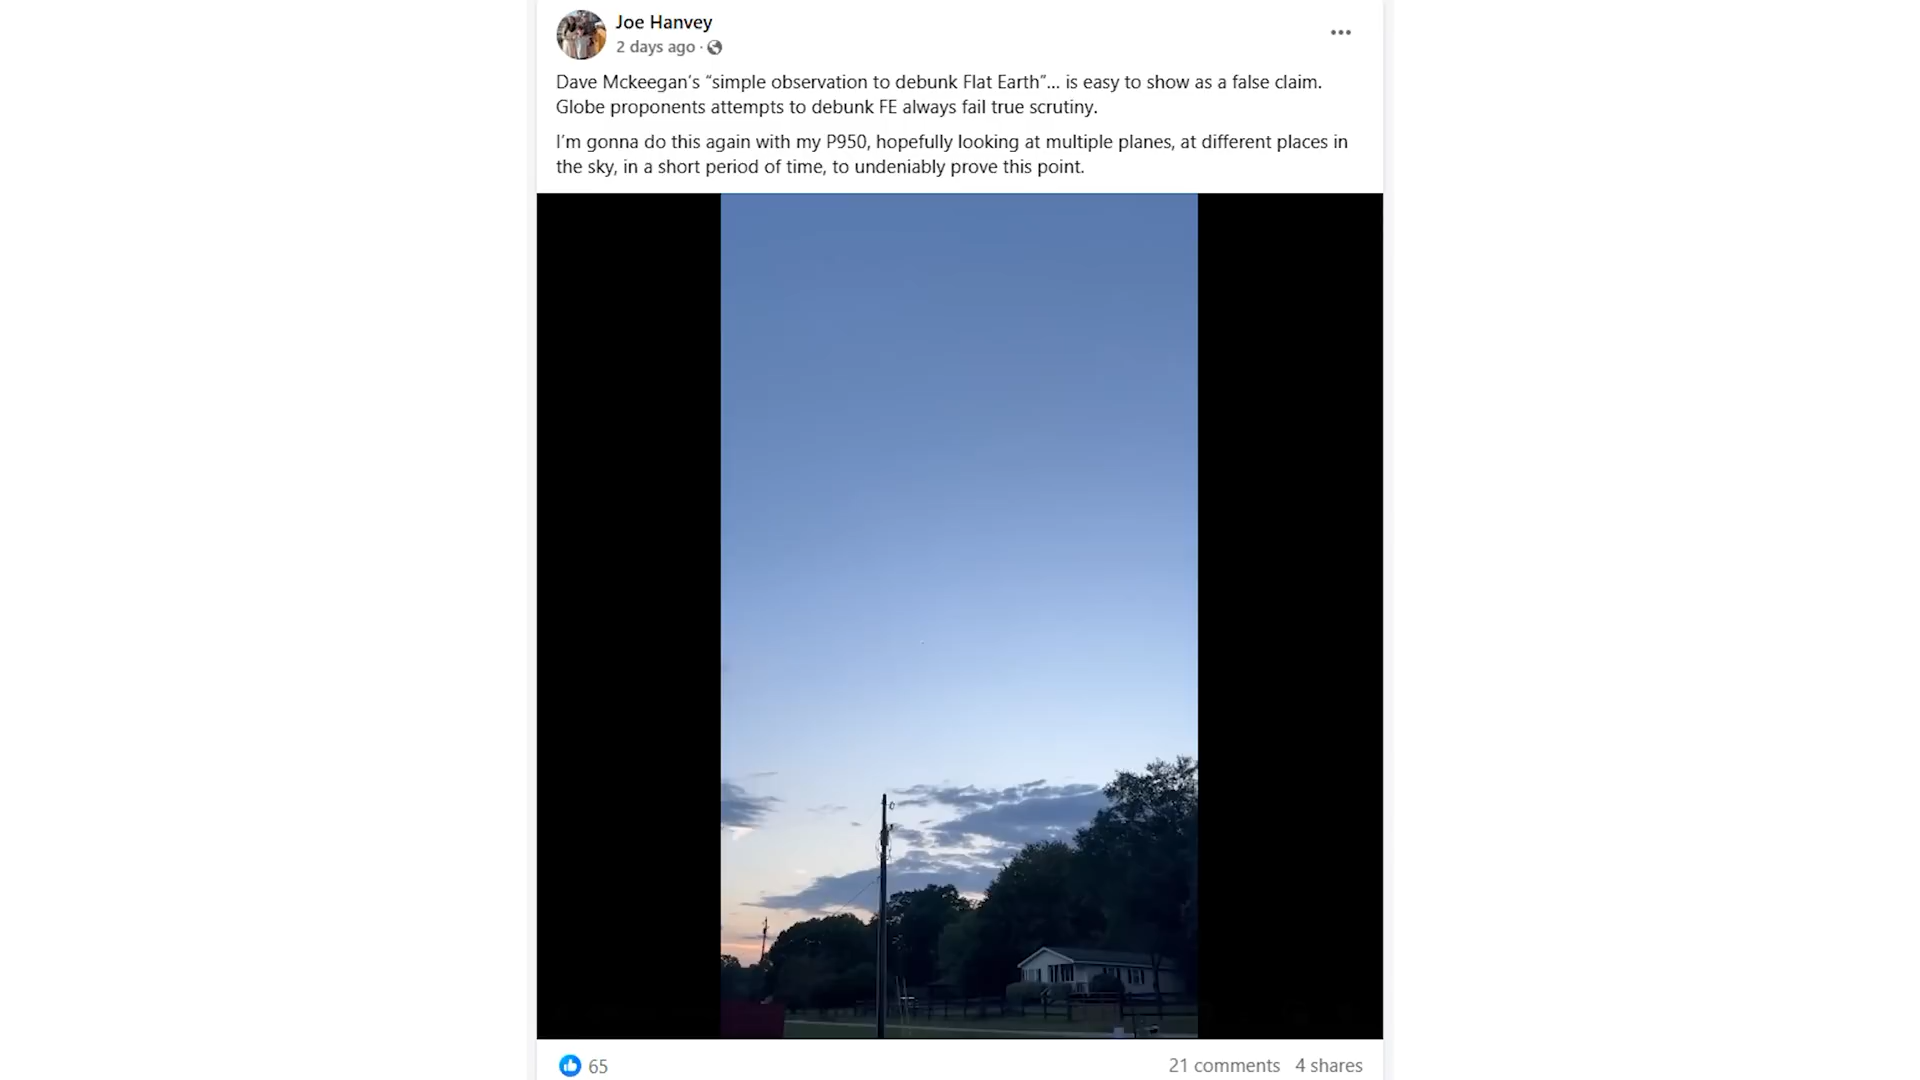 Joe Hanvey
2 days ago ·
Dave Mckeegan's “simple observation to debunk Flat Earth”... is easy to show as a false claim.
Globe proponents attempts to debunk FE always fail true scrutiny.
I'm gonna do this again with my P950, hopefully looking at multiple planes, at different places in
the sky, in a short period of time, to undeniably prove this point.
65
21 comments 4 shares